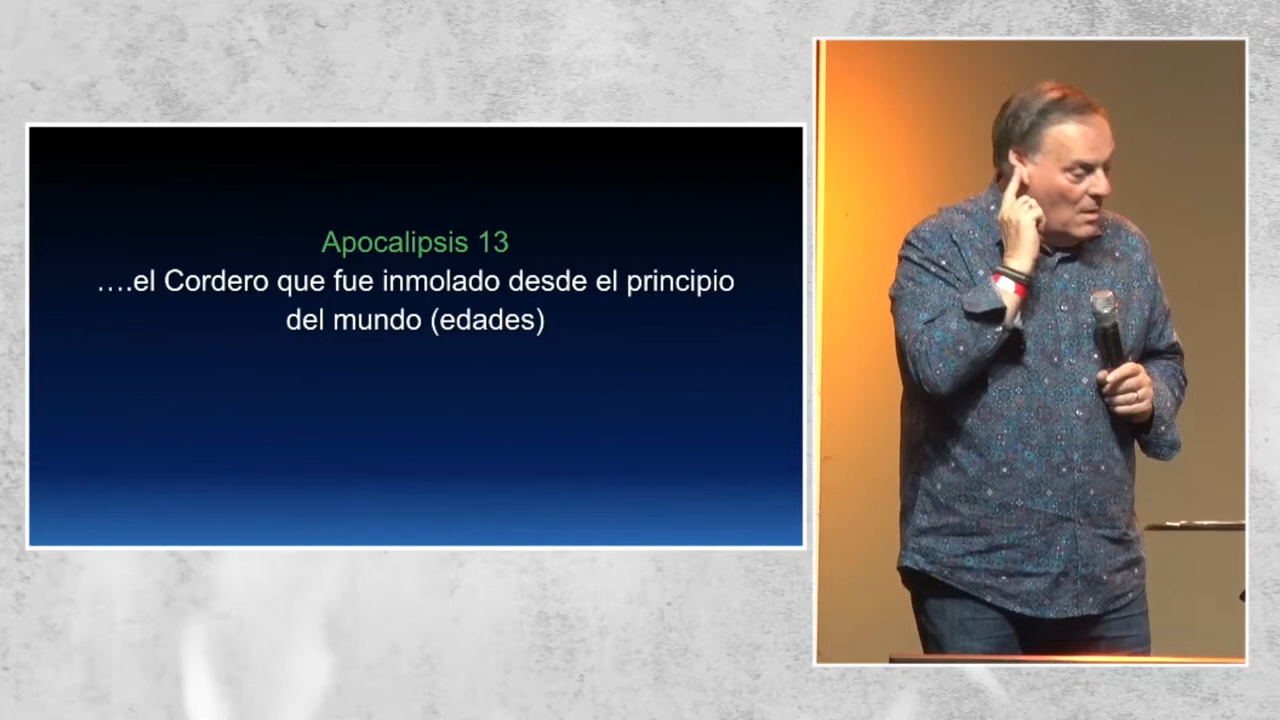 Apocalipsis 13
….el Cordero que fue inmolado desde el principio
del mundo (edades)